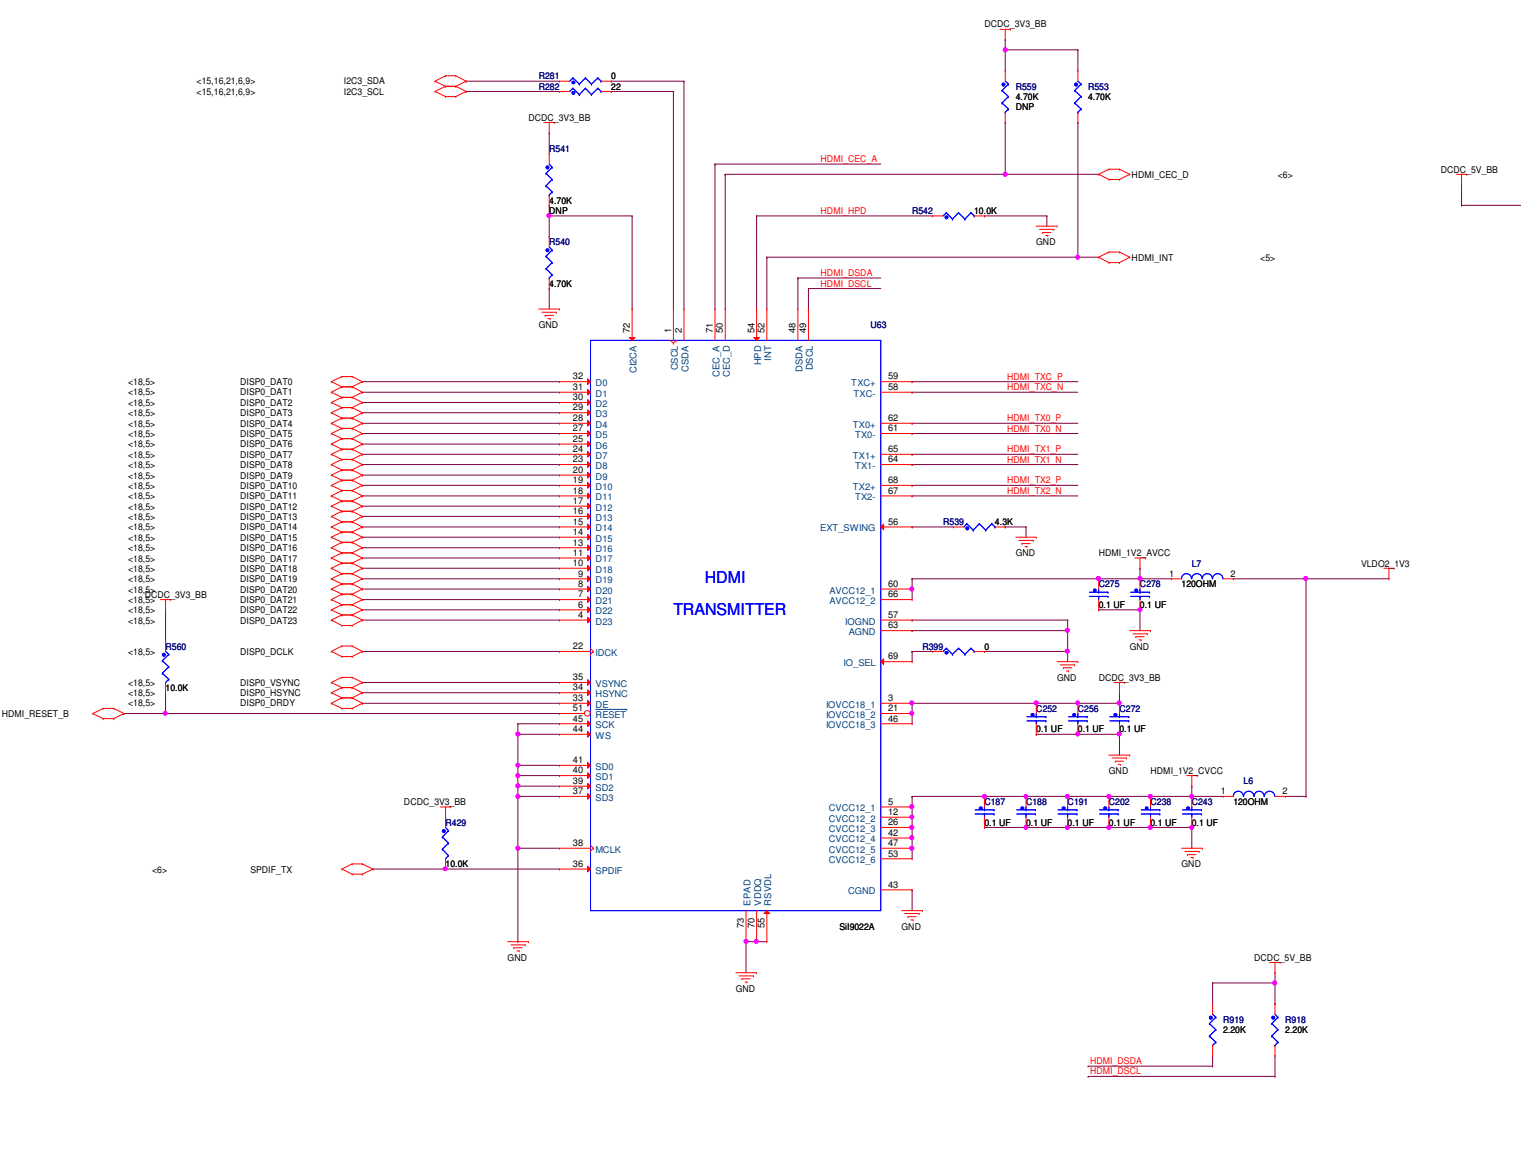 DCDC_3V3_BB
<15,16,21,6,9> I2C3_SDA R281 0
<15,16,21,6,9> I2C3_SCL R282 22
R559 4.70K DNP
R553 4.70K
DCDC_3V3_BB
R541
4.70K
DNP
HDMI_CEC_A
HDMI_CEC_D <6>
DCDC_5V_BB
HDMI_HPD R542 10.0K
GND
R540
4.70K
GND
HDMI_INT <5>
HDMI_DSDA
HDMI_DSCL
72 1 2 71 50 54 52 48 49
U63
CI2CA CSCL CSDA CEC_A CEC_D HPD INT DSDA DSCL
<18,5> DISP0_DAT0 32 D0
<18,5> DISP0_DAT1 31 D1
<18,5> DISP0_DAT2 30 D2
<18,5> DISP0_DAT3 29 D3
<18,5> DISP0_DAT4 28 D4
<18,5> DISP0_DAT5 27 D5
<18,5> DISP0_DAT6 25 D6
<18,5> DISP0_DAT7 24 D7
<18,5> DISP0_DAT8 23 D8
<18,5> DISP0_DAT9 20 D9
<18,5> DISP0_DAT10 19 D10
<18,5> DISP0_DAT11 18 D11
<18,5> DISP0_DAT12 17 D12
<18,5> DISP0_DAT13 16 D13
<18,5> DISP0_DAT14 15 D14
<18,5> DISP0_DAT15 14 D15
<18,5> DISP0_DAT16 13 D16
<18,5> DISP0_DAT17 11 D17
<18,5> DISP0_DAT18 10 D18
<18,5> DISP0_DAT19 9 D19
<18,5> DISP0_DAT20 8 D20
DCDC_3V3_BB
<18,5> DISP0_DAT21 7 D21
<18,5> DISP0_DAT22 6 D22
<18,5> DISP0_DAT23 4 D23
R560
10.0K
<18,5> DISP0_DCLK 22 IDCK
<18,5> DISP0_VSYNC 35 VSYNC
<18,5> DISP0_HSYNC 34 HSYNC
<18,5> DISP0_DRDY 33 DE
HDMI_RESET_B 51 RESET
45 SCK
44 WS
41 SD0
40 SD1
39 SD2
37 SD3
DCDC_3V3_BB
R429
10.0K
38 MCLK
<6> SPDIF_TX 36 SPDIF
GND
HDMI
TRANSMITTER
TXC+ 59 HDMI_TXC_P
TXC- 58 HDMI_TXC_N
TX0+ 62 HDMI_TX0_P
TX0- 61 HDMI_TX0_N
TX1+ 65 HDMI_TX1_P
TX1- 64 HDMI_TX1_N
TX2+ 68 HDMI_TX2_P
TX2- 67 HDMI_TX2_N
EXT_SWING 56 R539 4.3K
GND
HDMI_1V2_AVCC
1 L7 2
120OHM
VLDO2_1V3
AVCC12_1 60
AVCC12_2 66
C275 0.1 UF
C278 0.1 UF
GND
IOGND 57
AGND 63
IO_SEL 69 R399 0
GND
DCDC_3V3_BB
IOVCC18_1 3
IOVCC18_2 21
IOVCC18_3 46
C252 0.1 UF
C256 0.1 UF
C272 0.1 UF
GND
HDMI_1V2_CVCC
1 L6 2
120OHM
CVCC12_1 5
CVCC12_2 12
CVCC12_3 26
CVCC12_4 42
CVCC12_5 47
CVCC12_6 53
C187 0.1 UF
C188 0.1 UF
C191 0.1 UF
C202 0.1 UF
C238 0.1 UF
C243 0.1 UF
GND
CGND 43
GND
EPAD VDDQ RSVDL
73 70 55
SiI9022A
GND
DCDC_5V_BB
R919 2.20K
R918 2.20K
HDMI_DSDA
HDMI_DSCL